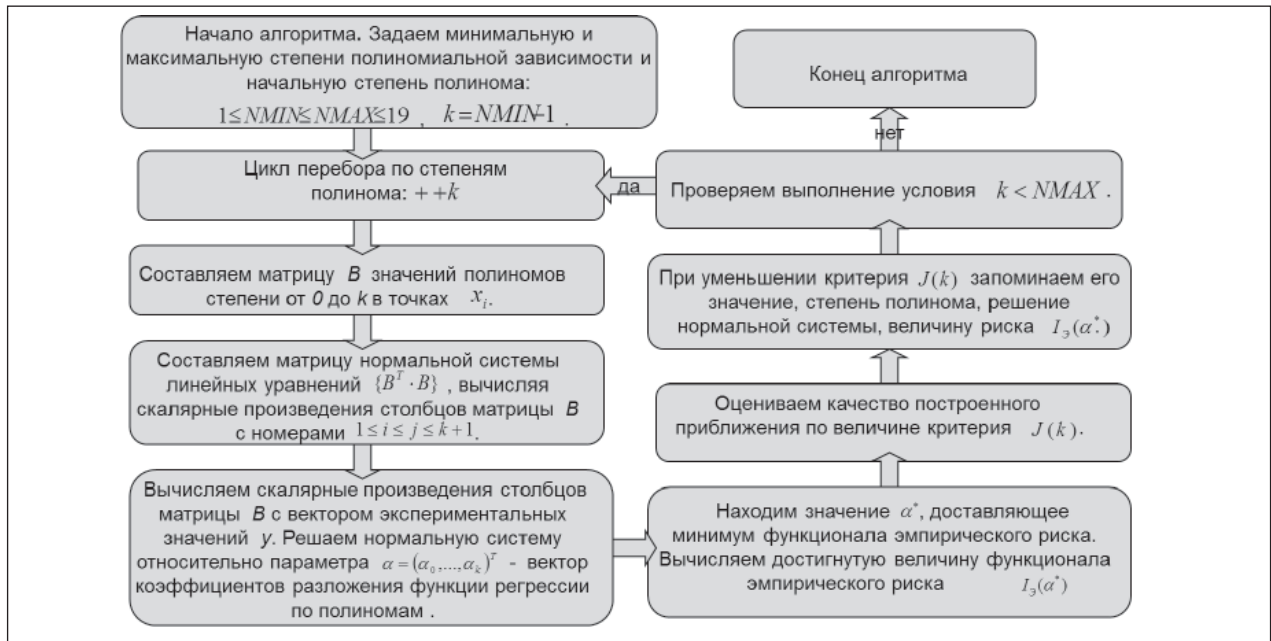 Начало алгоритма. Задаем минимальную и
максимальную степени полиномиальной зависимости и
начальную степень полинома:
1≤NMIN≤NMAX≤19 , k=NMIN-1 .
Цикл перебора по степеням
полинома: ++k
Составляем матрицу B значений полиномов
степени от 0 до k в точках x_i.
Составляем матрицу нормальной системы
линейных уравнений {B^T · B} , вычисляя
скалярные произведения столбцов матрицы B
с номерами 1 ≤ i ≤ j ≤ k+1.
Вычисляем скалярные произведения столбцов
матрицы B с вектором экспериментальных
значений y. Решаем нормальную систему
относительно параметра α = (α_0,...,α_k)^T - вектор
коэффициентов разложения функции регрессии
по полиномам .
Находим значение α*, доставляющее
минимум функционала эмпирического риска.
Вычисляем достигнутую величину функционала
эмпирического риска I_Э(α*)
Оцениваем качество построенного
приближения по величине критерия J(k).
При уменьшении критерия J(k) запоминаем его
значение, степень полинома, решение
нормальной системы, величину риска I_Э(α*.)
Проверяем выполнение условия k < NMAX .
да
нет
Конец алгоритма